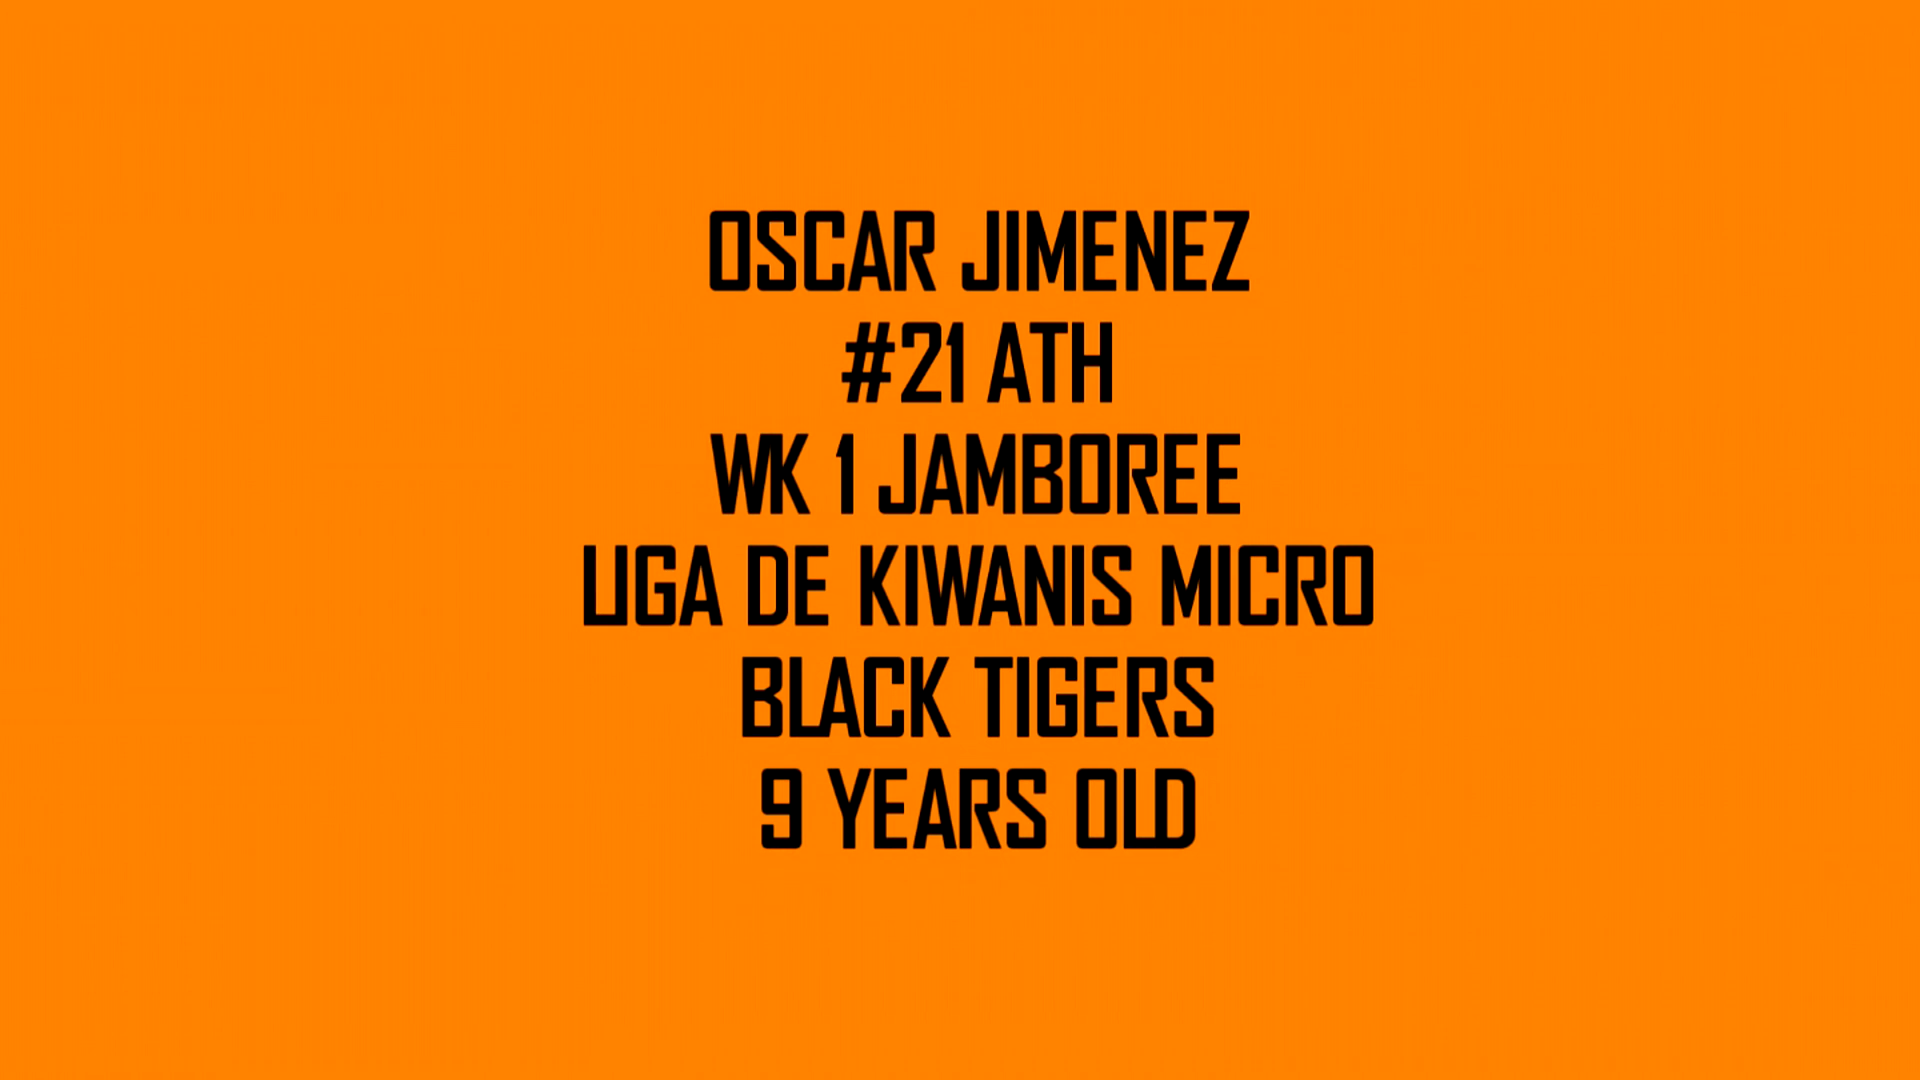 OSCAR JIMENEZ
#21 ATH
WK 1 JAMBOREE
LIGA DE KIWANIS MICRO
BLACK TIGERS
9 YEARS OLD